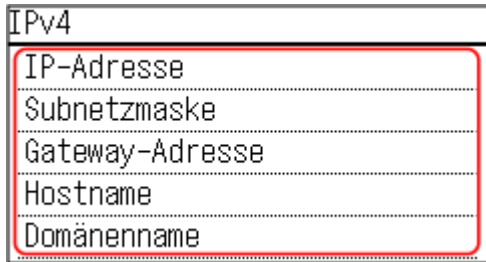 IPv4
IP-Adresse
Subnetzmaske
Gateway-Adresse
Hostname
Domänenname